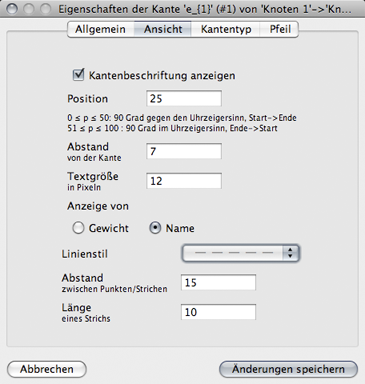 Eigenschaften der Kante 'e_{1}' (#1) von 'Knoten 1'->'Kn...
Allgemein Ansicht Kantentyp Pfeil
Kantenbeschriftung anzeigen
Position 25
0 ≤ p ≤ 50: 90 Grad gegen den Uhrzeigersinn, Start->Ende
51 ≤ p ≤ 100 : 90 Grad im Uhrzeigersinn, Ende->Start
Abstand 7
von der Kante
Textgröße 12
in Pixeln
Anzeige von
Gewicht Name
Linienstil
Abstand 15
zwischen Punkten/Strichen
Länge 10
eines Strichs
Abbrechen Änderungen speichern